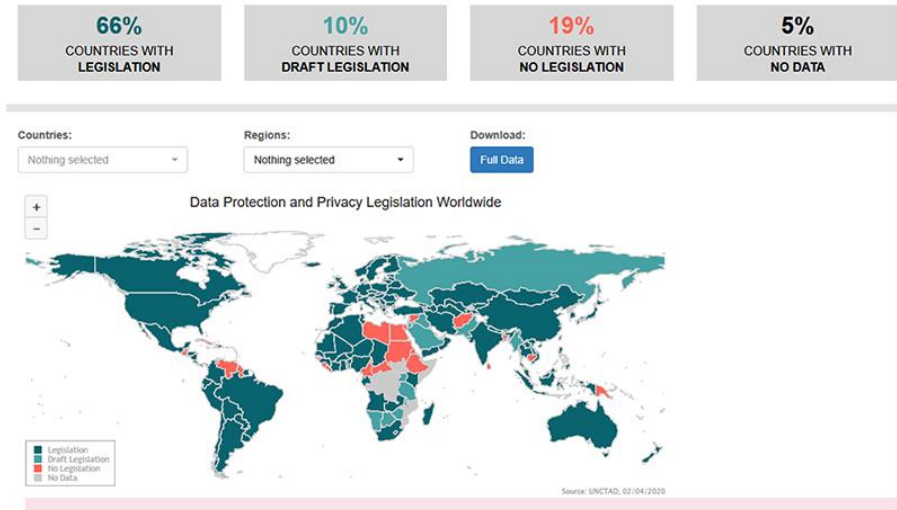 66%
COUNTRIES WITH
LEGISLATION
10%
COUNTRIES WITH
DRAFT LEGISLATION
19%
COUNTRIES WITH
NO LEGISLATION
5%
COUNTRIES WITH
NO DATA
Countries:
Nothing selected
Regions:
Nothing selected
Download:
Full Data
+
−
Data Protection and Privacy Legislation Worldwide
Legislation
Draft Legislation
No Legislation
No Data
Source: UNCTAD, 02/04/2020